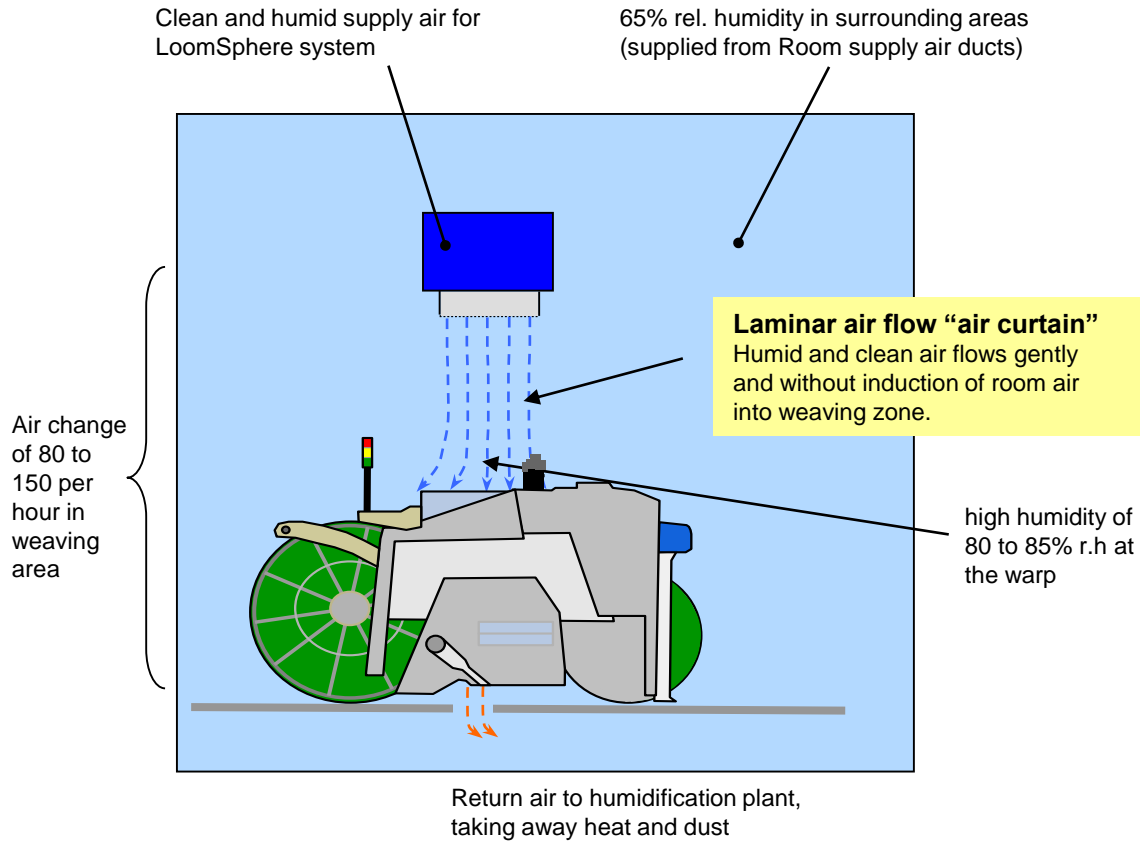 Clean and humid supply air for
LoomSphere system
65% rel. humidity in surrounding areas
(supplied from Room supply air ducts)
Laminar air flow “air curtain”
Humid and clean air flows gently
and without induction of room air
into weaving zone.
Air change
of 80 to
150 per
hour in
weaving
area
high humidity of
80 to 85% r.h at
the warp
Return air to humidification plant,
taking away heat and dust